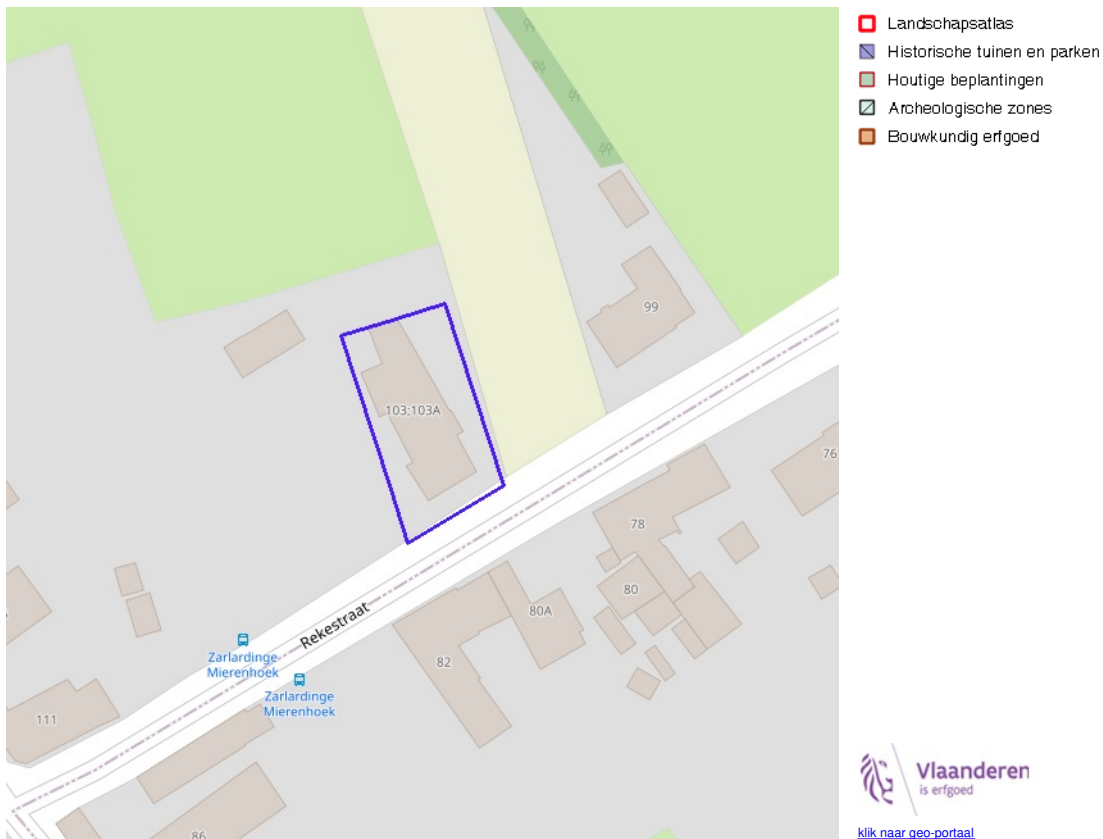 Landschapsatlas
Historische tuinen en parken
Houtige beplantingen
Archeologische zones
Bouwkundig erfgoed
99
103;103A
76
78
80
80A
Rekestraat
82
Zarlardinge
Mierenhoek
Zarlardinge
Mierenhoek
111
86
Vlaanderen
is erfgoed
klik naar geo-portaal